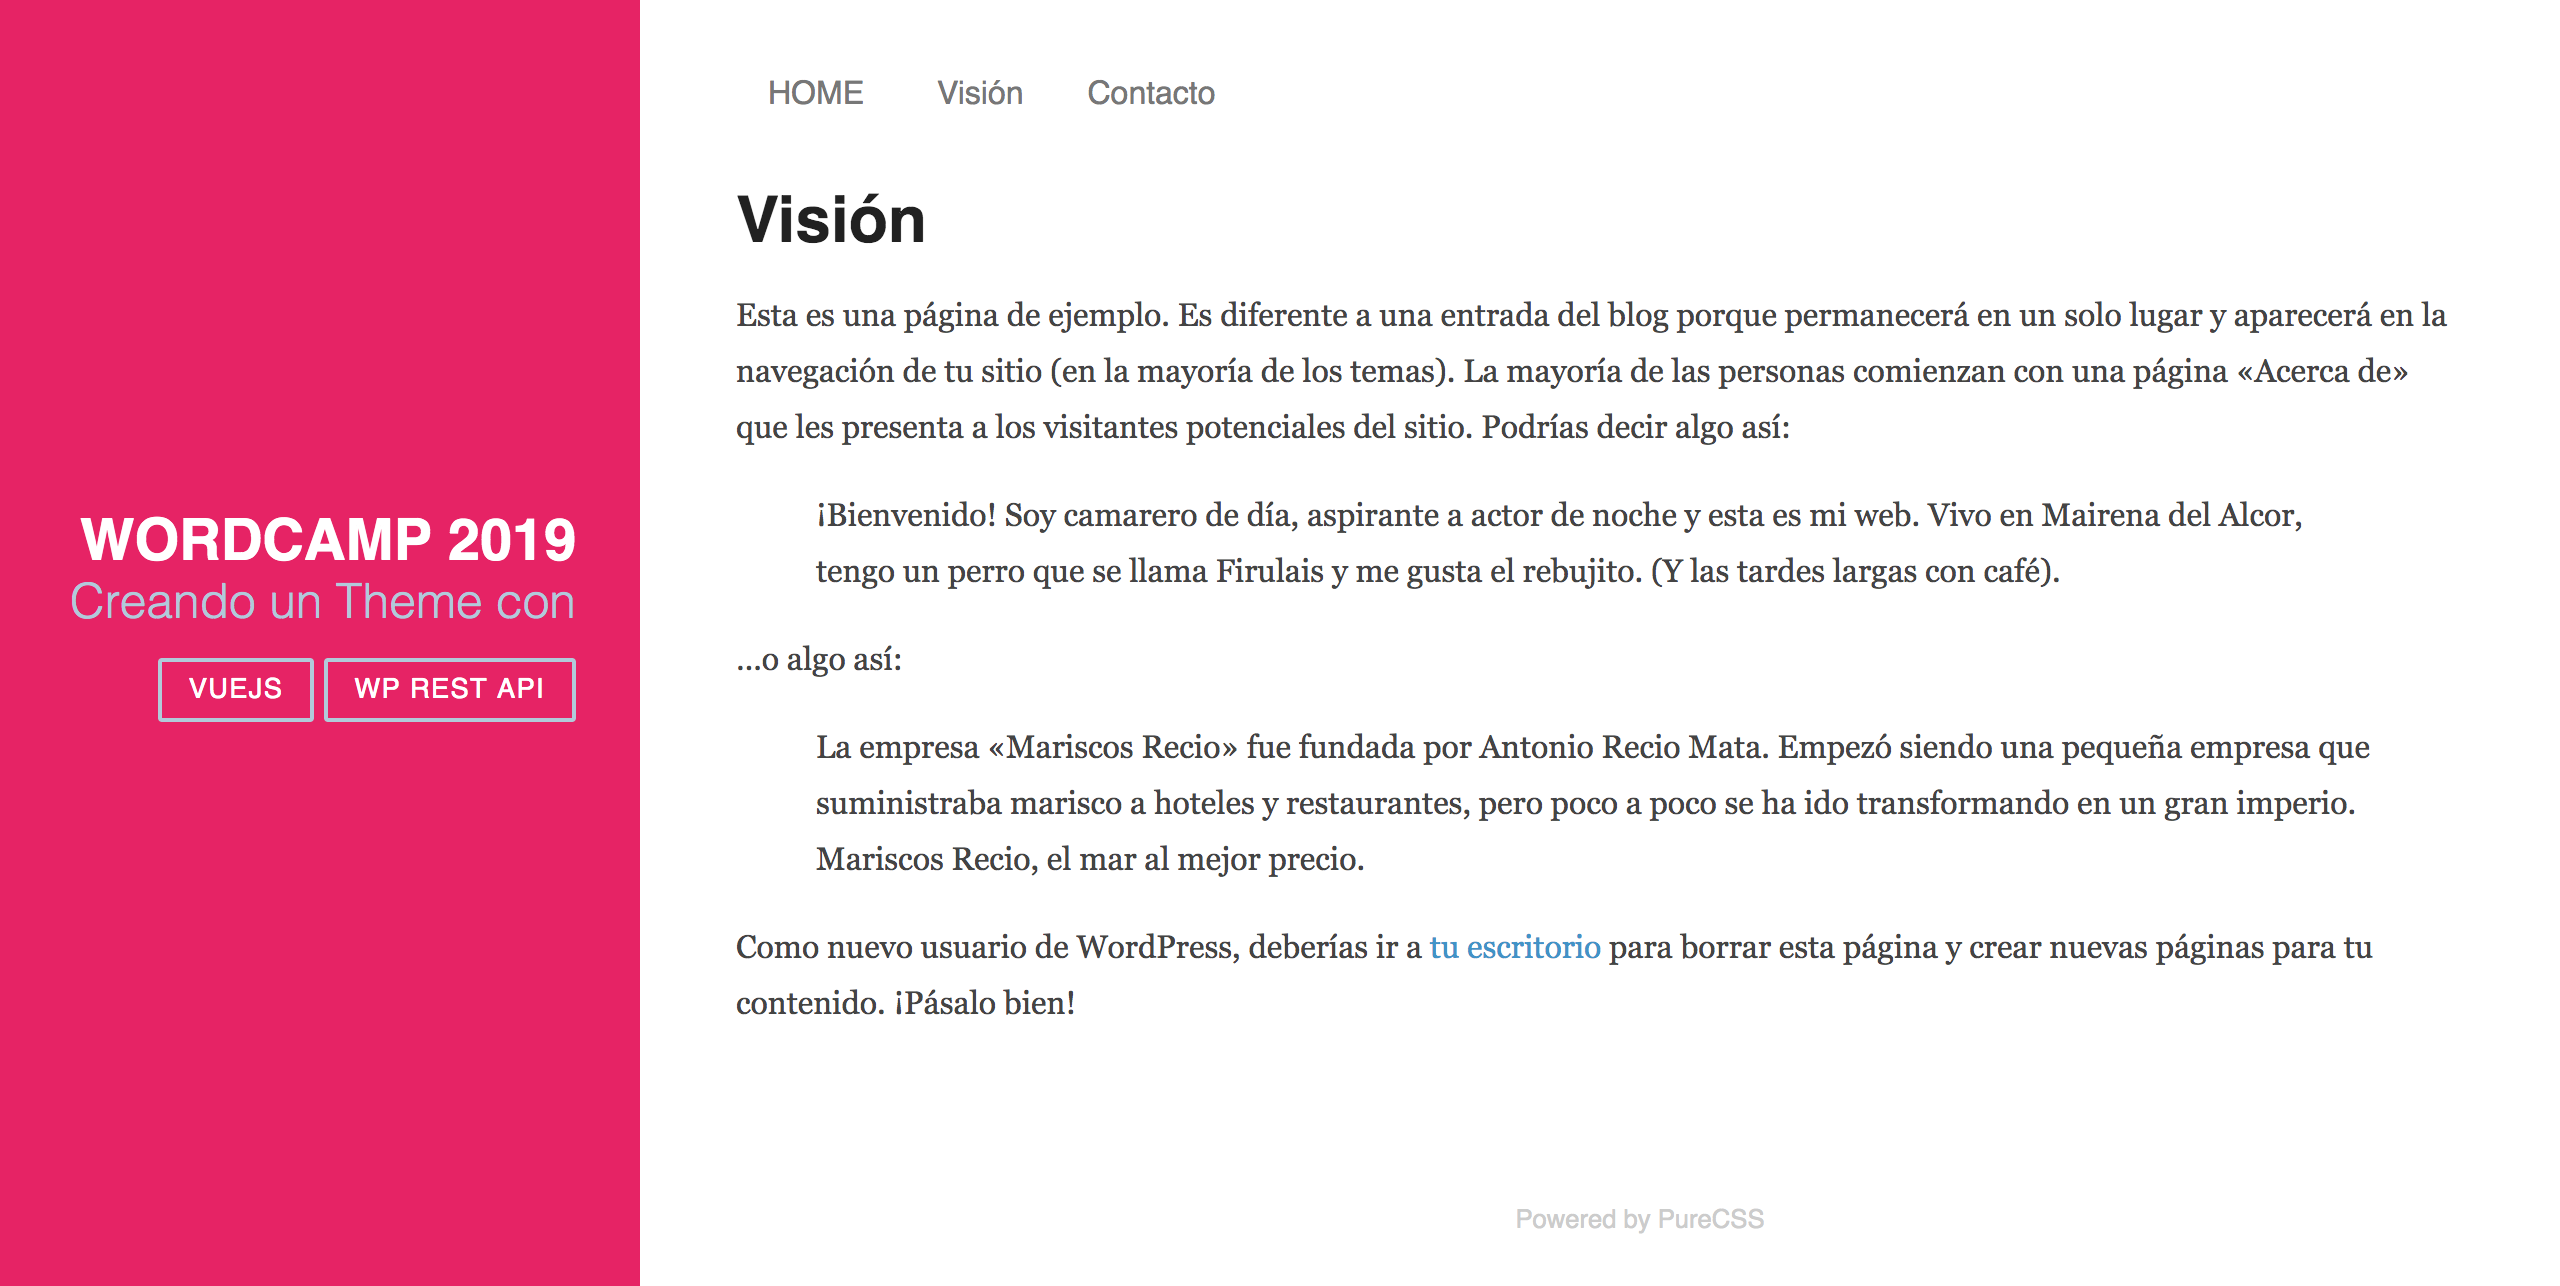 WORDCAMP 2019
Creando un Theme con
VUEJS
WP REST API
HOME
Visión
Contacto
Visión
Esta es una página de ejemplo. Es diferente a una entrada del blog porque permanecerá en un solo lugar y aparecerá en la
navegación de tu sitio (en la mayoría de los temas). La mayoría de las personas comienzan con una página «Acerca de»
que les presenta a los visitantes potenciales del sitio. Podrías decir algo así:
¡Bienvenido! Soy camarero de día, aspirante a actor de noche y esta es mi web. Vivo en Mairena del Alcor,
tengo un perro que se llama Firulais y me gusta el rebujito. (Y las tardes largas con café).
…o algo así:
La empresa «Mariscos Recio» fue fundada por Antonio Recio Mata. Empezó siendo una pequeña empresa que
suministraba marisco a hoteles y restaurantes, pero poco a poco se ha ido transformando en un gran imperio.
Mariscos Recio, el mar al mejor precio.
Como nuevo usuario de WordPress, deberías ir a tu escritorio para borrar esta página y crear nuevas páginas para tu
contenido. ¡Pásalo bien!
Powered by PureCSS